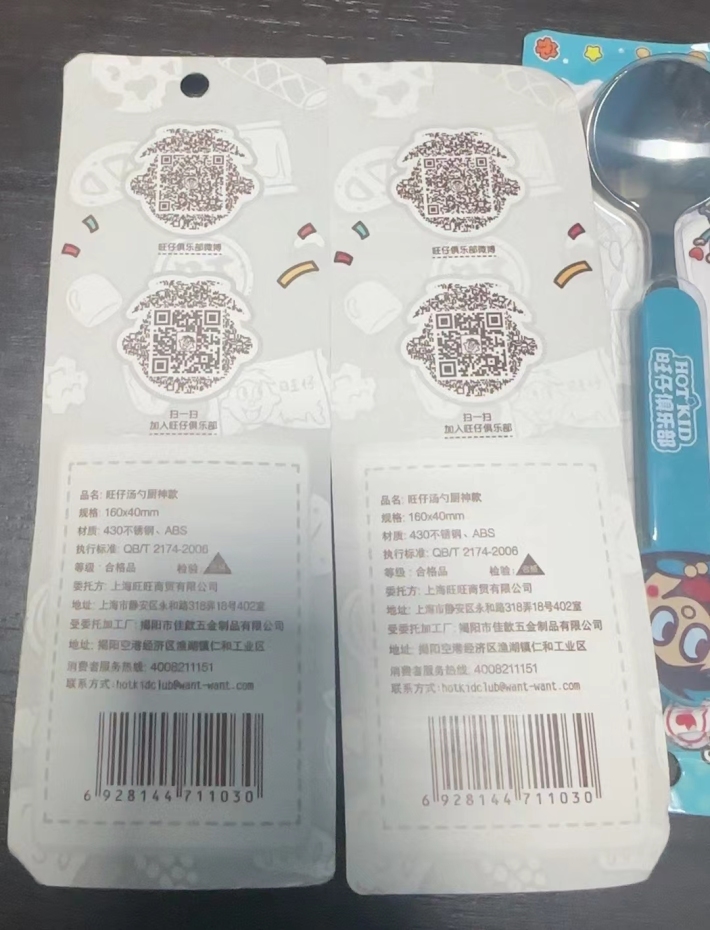 旺仔俱乐部微博
扫一扫
加入旺仔俱乐部
品名: 旺仔汤勺厨神款
规格: 160x40mm
材质: 430不锈钢、ABS
执行标准: QB/T 2174-2006
等级: 合格品 检验: 合格
委托方: 上海旺旺商贸有限公司
地址: 上海市静安区永和路318弄18号402室
受委托加工厂: 揭阳市佳歆五金制品有限公司
地址: 揭阳空港经济区渔湖镇仁和工业区
消费者服务热线: 4008211151
联系方式:hotkidclub@want-want.com
6 928144 711030
旺仔俱乐部微博
扫一扫
加入旺仔俱乐部
品名: 旺仔汤勺厨神款
规格: 160x40mm
材质: 430不锈钢、ABS
执行标准: QB/T 2174-2006
等级: 合格品 检验: 合格
委托方: 上海旺旺商贸有限公司
地址: 上海市静安区永和路318弄18号402室
受委托加工厂: 揭阳市佳歆五金制品有限公司
地址: 揭阳空港经济区渔湖镇仁和工业区
消费者服务热线: 4008211151
联系方式:hotkidclub@want-want.com
6 928144 711030
HOT KID
旺仔俱乐部